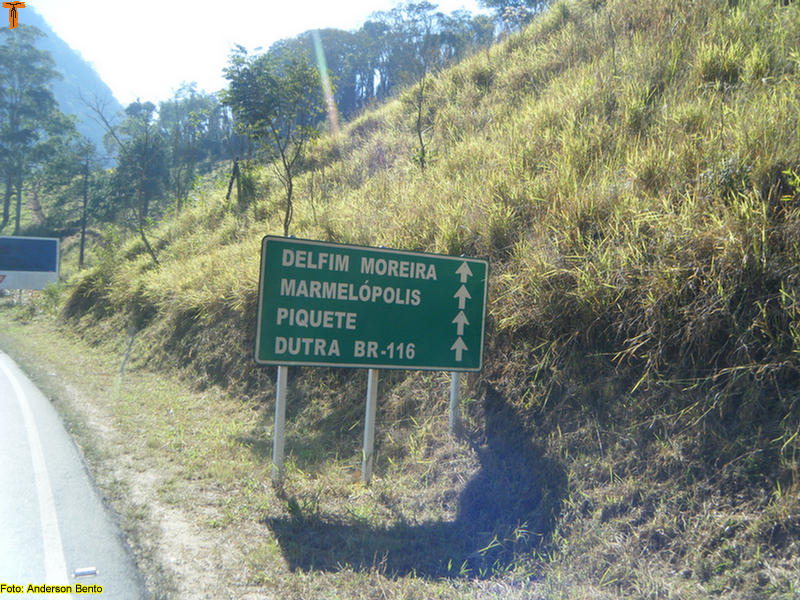 DELFIM MOREIRA
MARMELÓPOLIS
PIQUETE
DUTRA BR-116
Foto: Anderson Bento